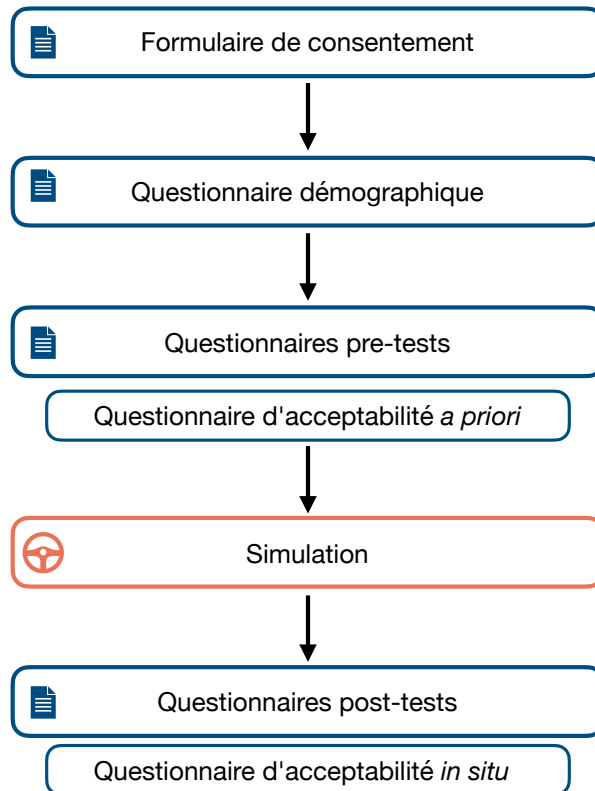 Formulaire de consentement
Questionnaire démographique
Questionnaires pre-tests
Questionnaire d'acceptabilité a priori
Simulation
Questionnaires post-tests
Questionnaire d'acceptabilité in situ